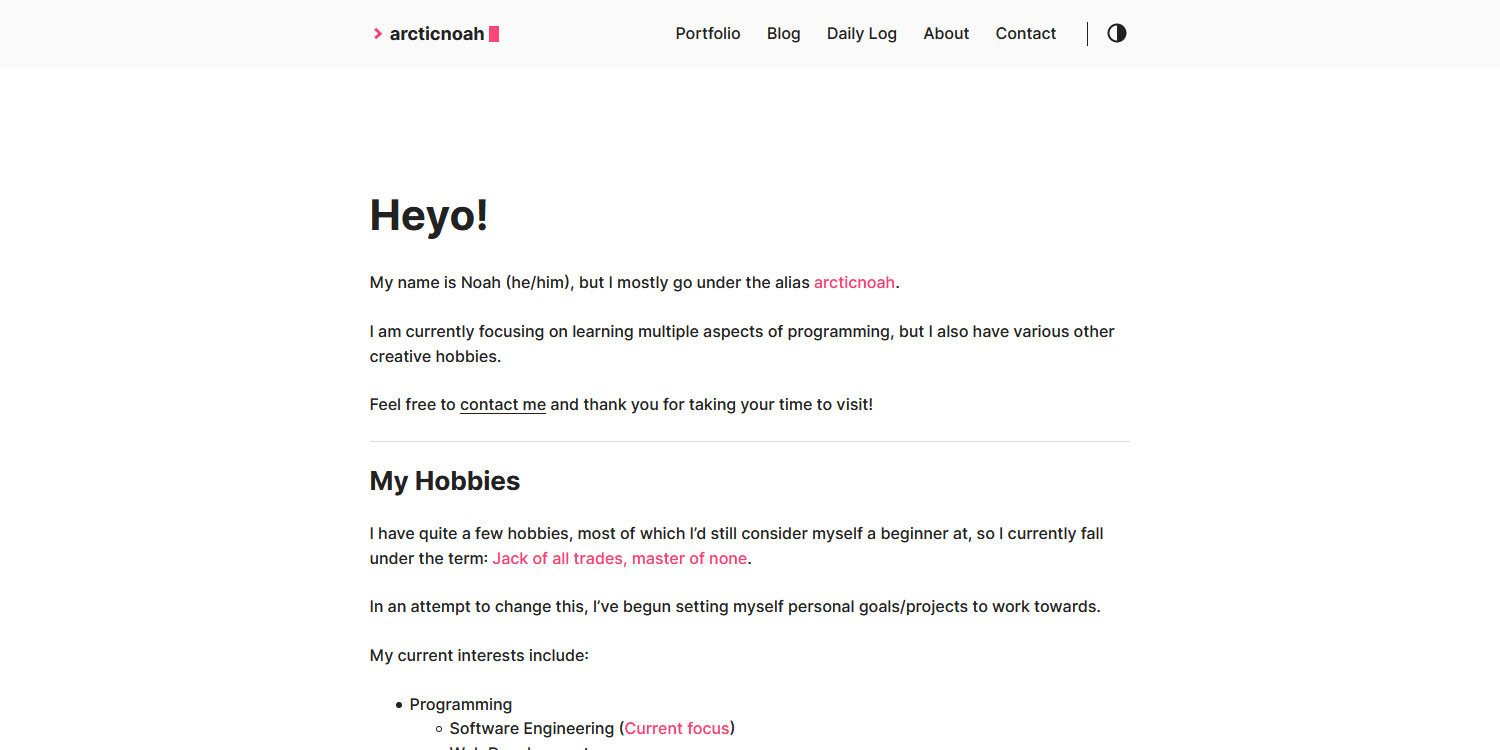 arcticnoah
Portfolio Blog Daily Log About Contact
Heyo!
My name is Noah (he/him), but I mostly go under the alias arcticnoah.
I am currently focusing on learning multiple aspects of programming, but I also have various other
creative hobbies.
Feel free to contact me and thank you for taking your time to visit!
My Hobbies
I have quite a few hobbies, most of which I’d still consider myself a beginner at, so I currently fall
under the term: Jack of all trades, master of none.
In an attempt to change this, I’ve begun setting myself personal goals/projects to work towards.
My current interests include:
Programming
Software Engineering (Current focus)